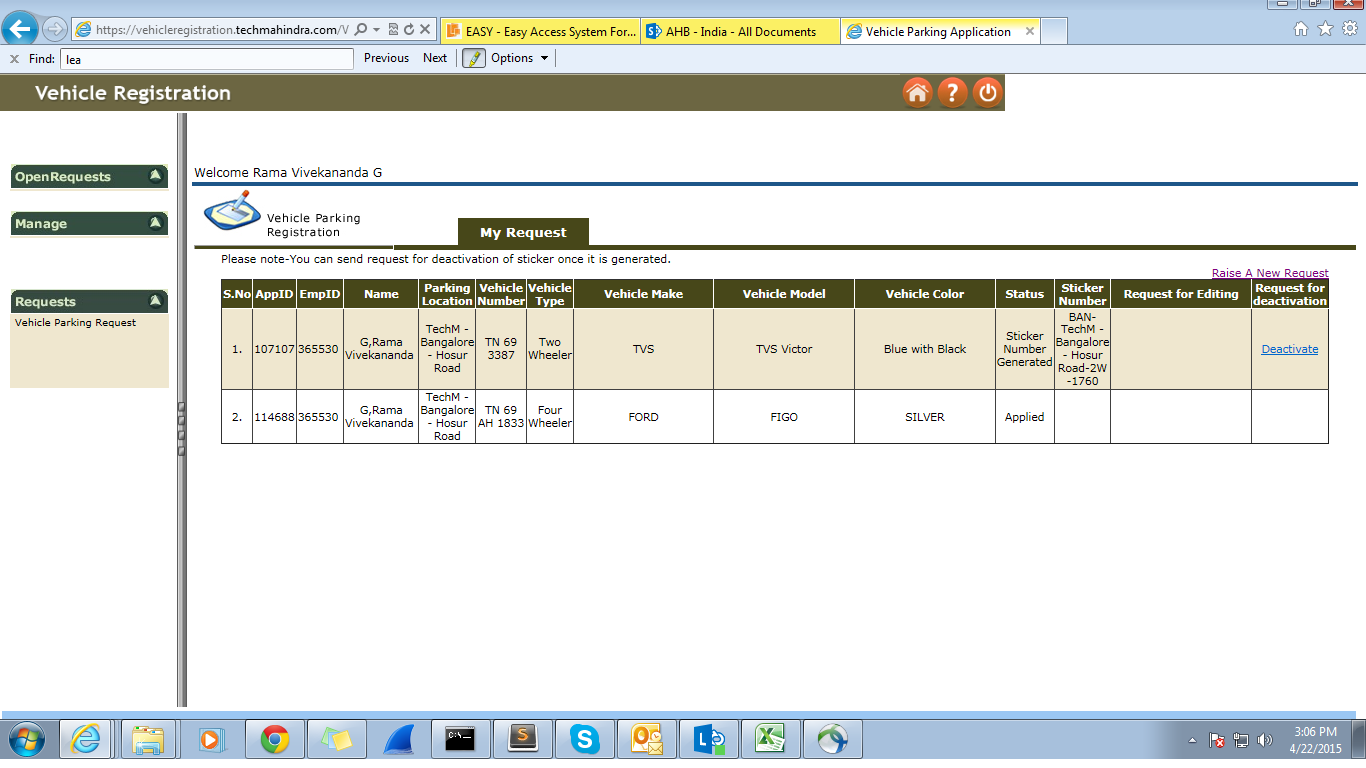 https://vehicleregistration.techmahindra.com/V
EASY - Easy Access System For...
AHB - India - All Documents
Vehicle Parking Application
x Find: lea Previous Next Options
Vehicle Registration
?
OpenRequests
Manage
Requests
Vehicle Parking Request
Welcome Rama Vivekananda G
Vehicle Parking
Registration
My Request
Please note-You can send request for deactivation of sticker once it is generated.
Raise A New Request
S.No AppID EmpID Name Parking Location Vehicle Number Vehicle Type Vehicle Make Vehicle Model Vehicle Color Status Sticker Number Request for Editing Request for deactivation
1. 107107 365530 G,Rama Vivekananda TechM - Bangalore - Hosur Road TN 69 3387 Two Wheeler TVS TVS Victor Blue with Black Sticker Number Generated BAN-TechM - Bangalore - Hosur Road-2W -1760 Deactivate
2. 114688 365530 G,Rama Vivekananda TechM - Bangalore - Hosur Road TN 69 AH 1833 Four Wheeler FORD FIGO SILVER Applied
3:06 PM
4/22/2015